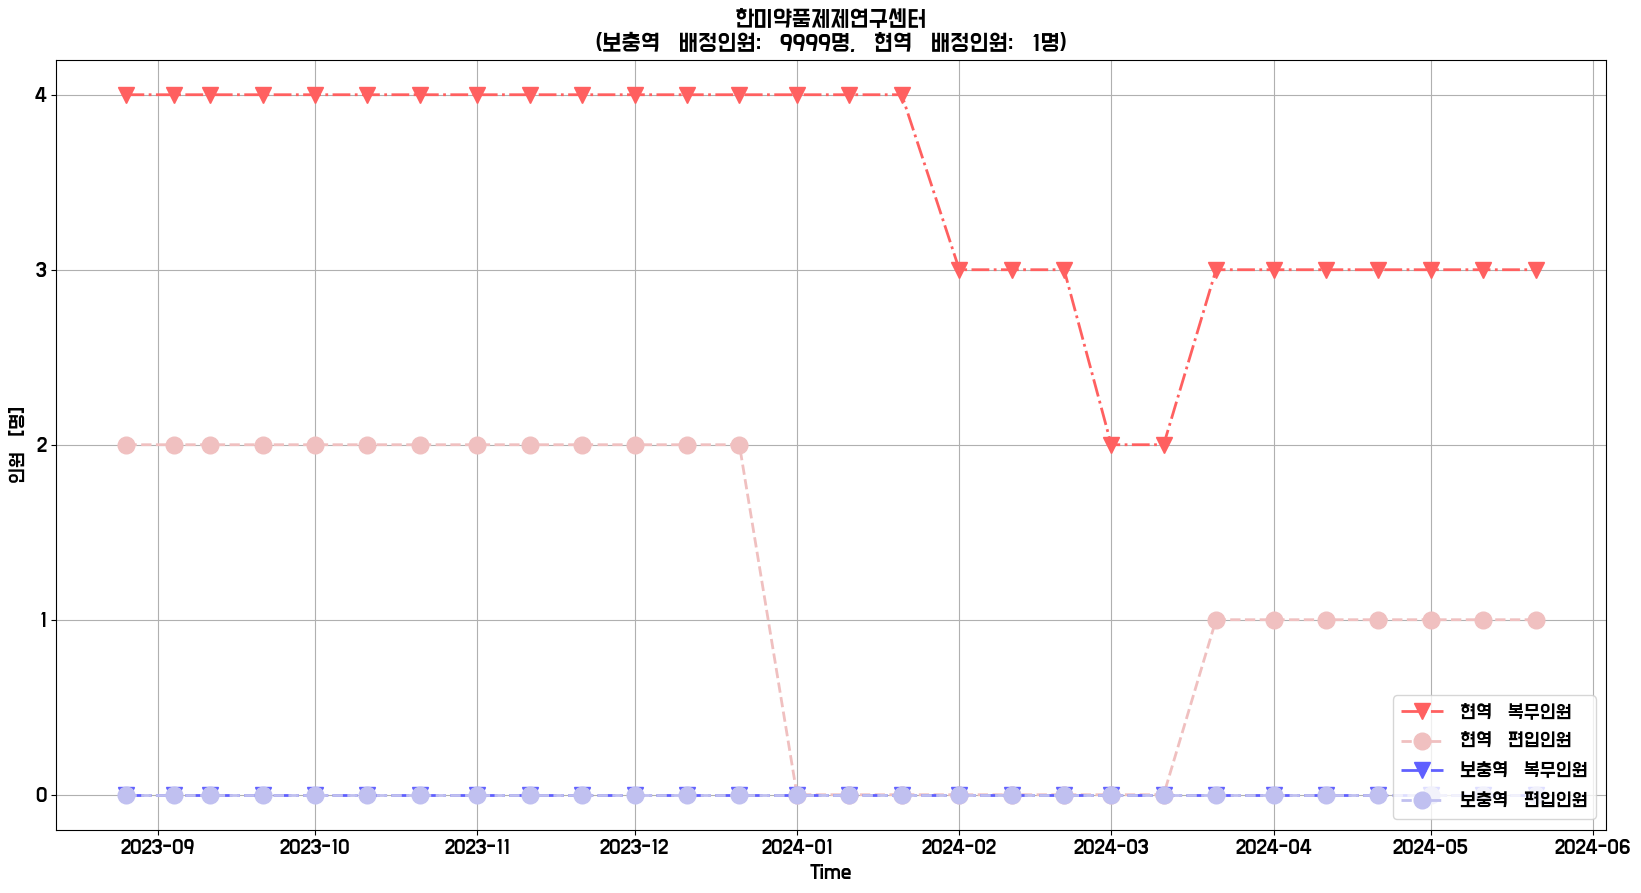 한미약품제제연구센터
(보충역 배정인원: 9999명, 현역 배정인원: 1명)
인원 [명]
4
3
2
1
0
현역 복무인원
현역 편입인원
보충역 복무인원
보충역 편입인원
2023-09 2023-10 2023-11 2023-12 2024-01 2024-02 2024-03 2024-04 2024-05 2024-06
Time